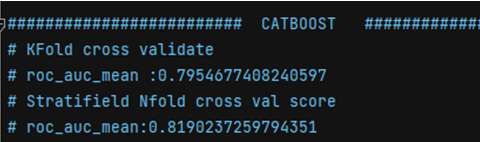 ######################### CATBOOST ############
# KFold cross validate
# roc_auc_mean :0.7954677408240597
# Stratifield Nfold cross val score
# roc_auc_mean:0.8190237259794351